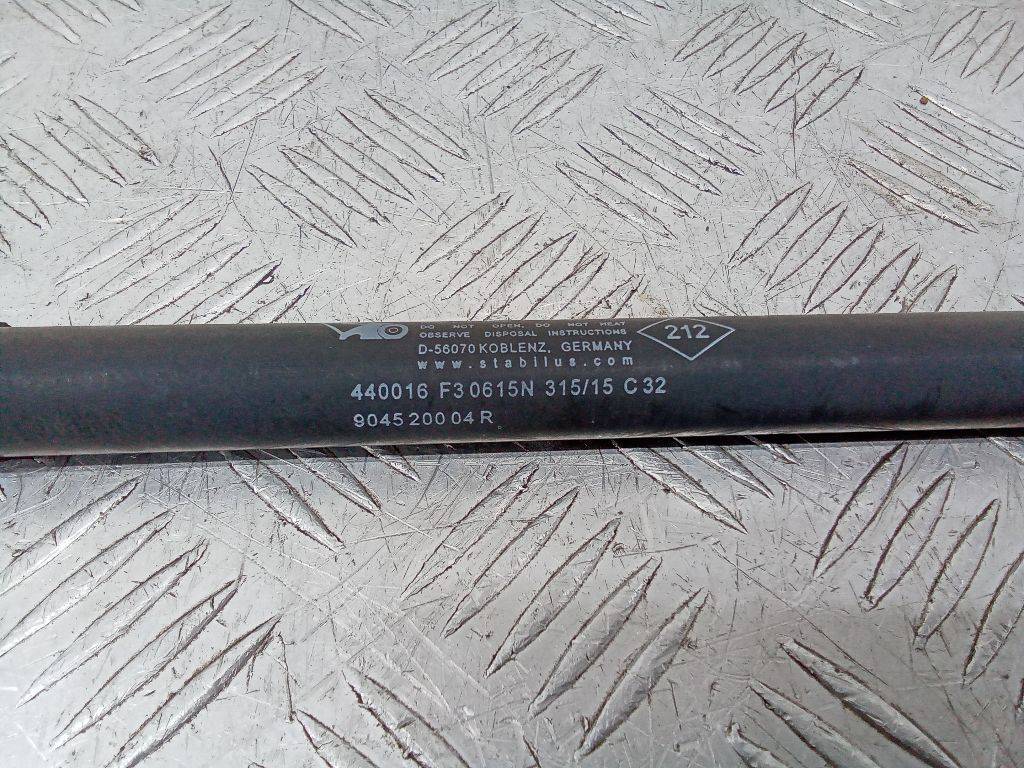 DO NOT OPEN, DO NOT HEAT
OBSERVE DISPOSAL INSTRUCTIONS
D-56070 KOBLENZ, GERMANY
www.stabilus.com
212
440016 F3 0615N 315/15 C 32
9045 200 04 R